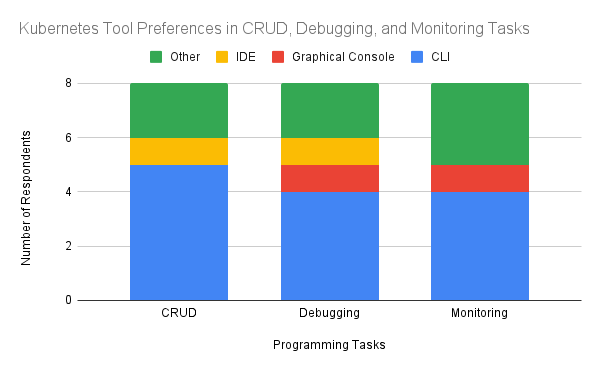 Kubernetes Tool Preferences in CRUD, Debugging, and Monitoring Tasks
Other IDE Graphical Console CLI
Number of Respondents
8
6
4
2
0
CRUD Debugging Monitoring
Programming Tasks